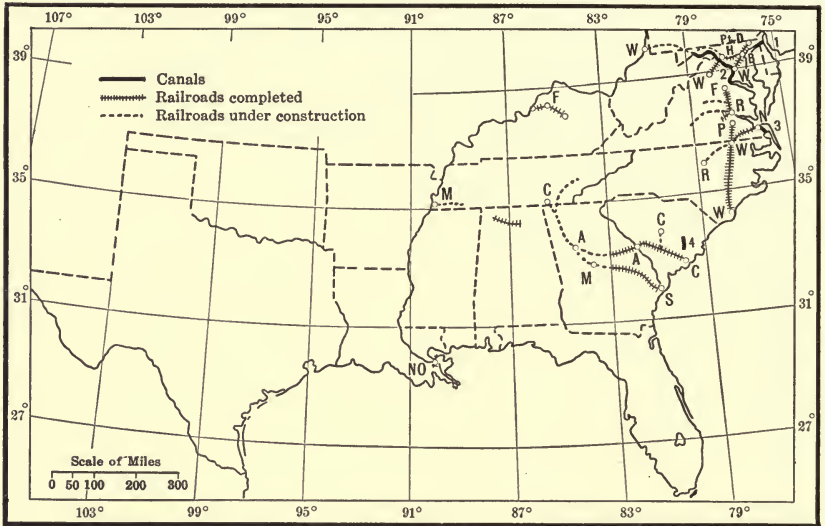 107° 103° 99° 95° 91° 87° 83° 79° 75°
39° 39°
W PH D 1
H
B
W 2 W
Canals
Railroads completed
Railroads under construction
F F R
P N 3
W
R
35° 35°
M C W
C
A A 4
M C
S
31° 31°
NO
27° 27°
Scale of Miles
0 50 100 200 300
103° 99° 95° 91° 87° 83° 79°